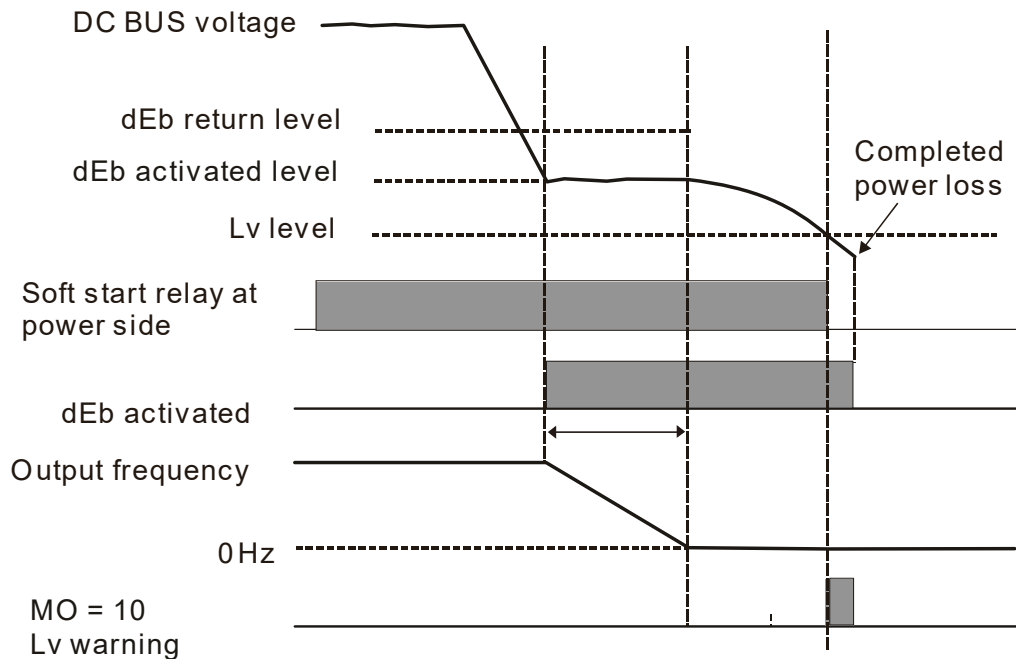 DC BUS voltage
dEb return level
dEb activated level
Completed
power loss
Lv level
Soft start relay at
power side
dEb activated
Output frequency
0Hz
MO = 10
Lv warning